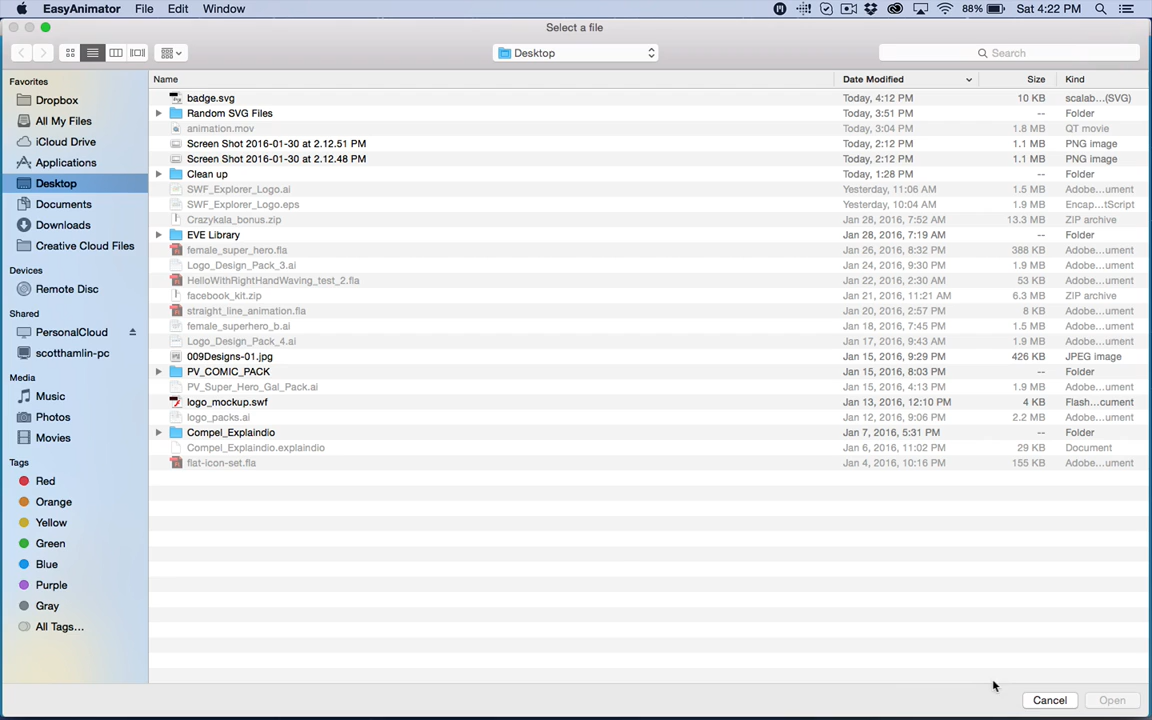 EasyAnimator File Edit Window 88% Sat 4:22 PM
Select a file
Desktop Search
Favorites
Dropbox
All My Files
iCloud Drive
Applications
Desktop
Documents
Downloads
Creative Cloud Files
Devices
Remote Disc
Shared
PersonalCloud
scotthamlin-pc
Media
Music
Photos
Movies
Tags
Red
Orange
Yellow
Green
Blue
Purple
Gray
All Tags...
Name Date Modified Size Kind
badge.svg Today, 4:12 PM 10 KB scalab...(SVG)
Random SVG Files Today, 3:51 PM -- Folder
animation.mov Today, 3:04 PM 1.8 MB QT movie
Screen Shot 2016-01-30 at 2.12.51 PM Today, 2:12 PM 1.1 MB PNG image
Screen Shot 2016-01-30 at 2.12.48 PM Today, 2:12 PM 1.1 MB PNG image
Clean up Today, 1:28 PM -- Folder
SWF_Explorer_Logo.ai Yesterday, 11:06 AM 1.5 MB Adobe...ument
SWF_Explorer_Logo.eps Yesterday, 10:04 AM 1.9 MB Encap...tScript
Crazykala_bonus.zip Jan 28, 2016, 7:52 AM 13.3 MB ZIP archive
EVE Library Jan 28, 2016, 7:19 AM -- Folder
female_super_hero.fla Jan 26, 2016, 8:32 PM 388 KB Adobe...ument
Logo_Design_Pack_3.ai Jan 24, 2016, 9:30 PM 1.9 MB Adobe...ument
HelloWithRightHandWaving_test_2.fla Jan 22, 2016, 2:30 AM 53 KB Adobe...ument
facebook_kit.zip Jan 21, 2016, 11:21 AM 6.3 MB ZIP archive
straight_line_animation.fla Jan 20, 2016, 2:57 PM 8 KB Adobe...ument
female_superhero_b.ai Jan 18, 2016, 7:45 PM 1.5 MB Adobe...ument
Logo_Design_Pack_4.ai Jan 17, 2016, 9:43 AM 1.9 MB Adobe...ument
009Designs-01.jpg Jan 15, 2016, 9:29 PM 426 KB JPEG image
PV_COMIC_PACK Jan 15, 2016, 8:03 PM -- Folder
PV_Super_Hero_Gal_Pack.ai Jan 15, 2016, 4:13 PM 1.9 MB Adobe...ument
logo_mockup.swf Jan 13, 2016, 12:10 PM 4 KB Flash...cument
logo_packs.ai Jan 12, 2016, 9:06 PM 2.2 MB Adobe...ument
Compel_Explaindio Jan 7, 2016, 5:31 PM -- Folder
Compel_Explaindio.explaindio Jan 6, 2016, 11:02 PM 29 KB Document
flat-icon-set.fla Jan 4, 2016, 10:16 PM 155 KB Adobe...ument
Cancel Open